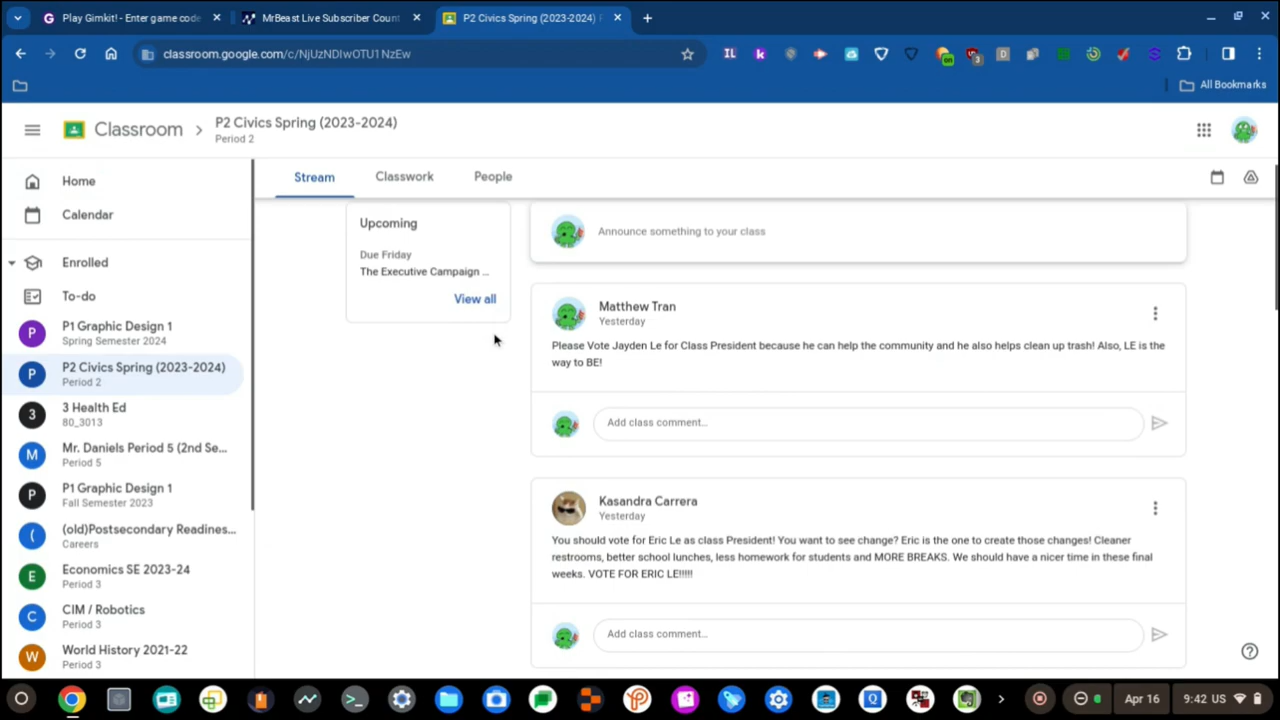 Play Gimkit! - Enter game code
MrBeast Live Subscriber Count
P2 Civics Spring (2023-2024)
classroom.google.com/c/NjUzNDIwOTU1NzEw
All Bookmarks
Classroom
P2 Civics Spring (2023-2024)
Period 2
Home
Calendar
Enrolled
To-do
P
P1 Graphic Design 1
Spring Semester 2024
P
P2 Civics Spring (2023-2024)
Period 2
3
3 Health Ed
80_3013
M
Mr. Daniels Period 5 (2nd Se...
Period 5
P
P1 Graphic Design 1
Fall Semester 2023
(
(old)Postsecondary Readines...
Careers
E
Economics SE 2023-24
Period 3
C
CIM / Robotics
Period 3
W
World History 2021-22
Period 3
Stream
Classwork
People
Upcoming
Due Friday
The Executive Campaign ...
View all
Announce something to your class
Matthew Tran
Yesterday
Please Vote Jayden Le for Class President because he can help the community and he also helps clean up trash! Also, LE is the
way to BE!
Add class comment...
Kasandra Carrera
Yesterday
You should vote for Eric Le as class President! You want to see change? Eric is the one to create those changes! Cleaner
restrooms, better school lunches, less homework for students and MORE BREAKS. We should have a nicer time in these final
weeks. VOTE FOR ERIC LE!!!!!
Add class comment...
Apr 16
9:42 US